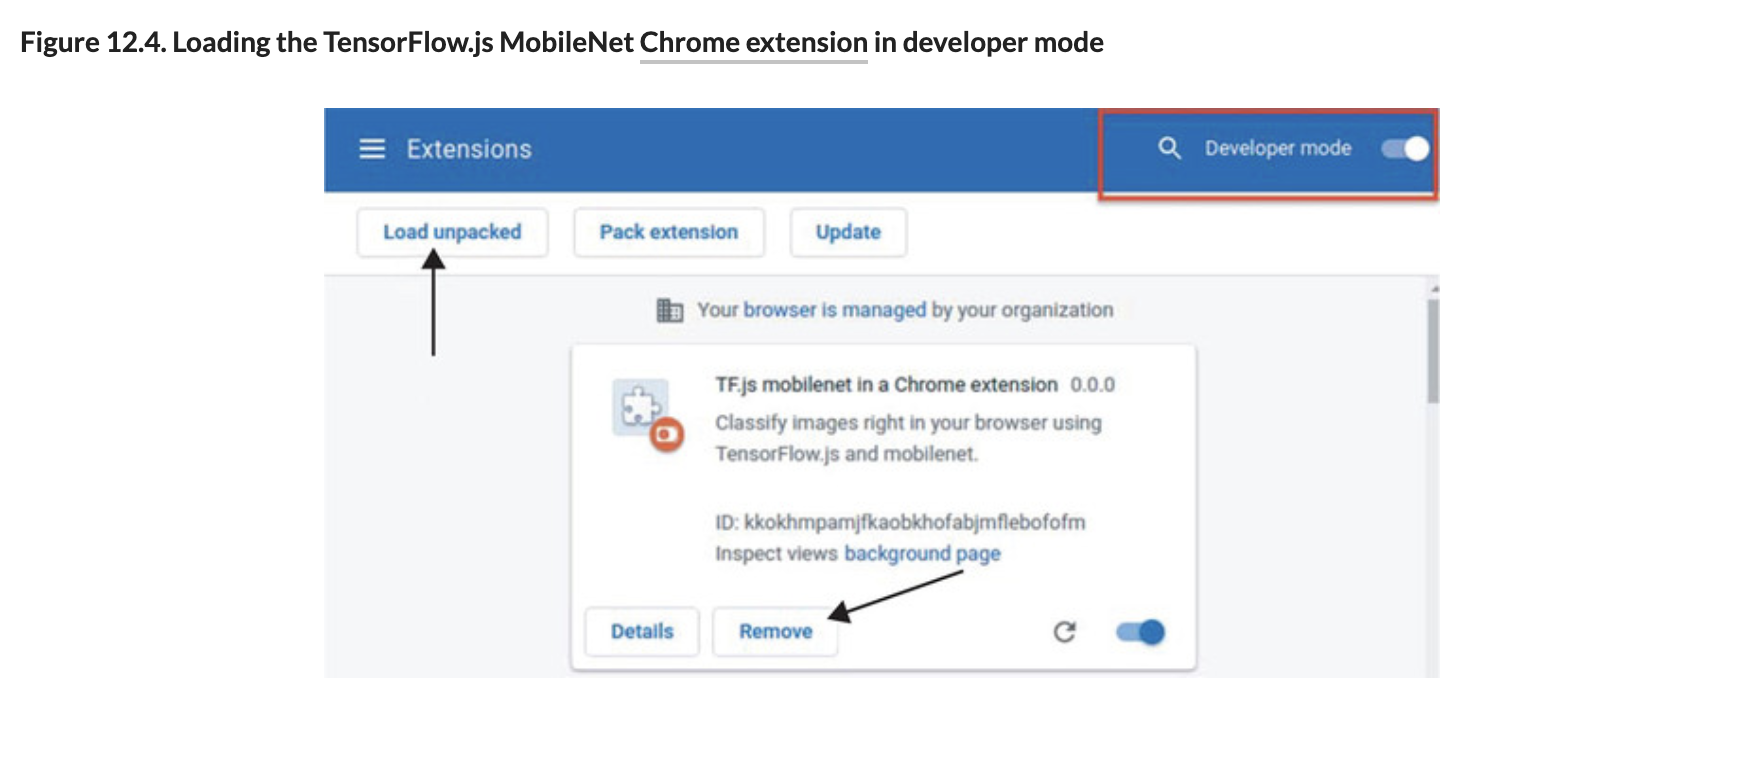 Figure 12.4. Loading the TensorFlow.js MobileNet Chrome extension in developer mode
Extensions
Developer mode
Load unpacked
Pack extension
Update
Your browser is managed by your organization
TF.js mobilenet in a Chrome extension 0.0.0
Classify images right in your browser using
TensorFlow.js and mobilenet.
ID: kkokhmpamjfkaobkhofabjmflebofofm
Inspect views background page
Details
Remove